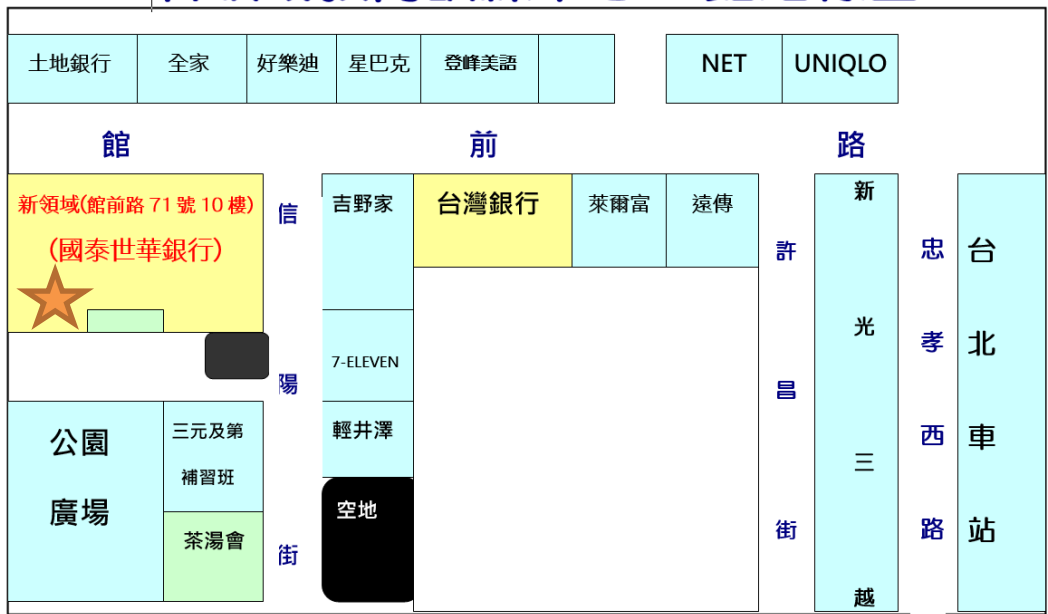 土地銀行
全家
好樂迪
星巴克
登峰美語
NET
UNIQLO
館前路
新領域(館前路 71 號 10 樓)
(國泰世華銀行)
信陽街
吉野家
台灣銀行
萊爾富
遠傳
許昌街
新光三越
忠孝西路
台北車站
7-ELEVEN
輕井澤
空地
公園
廣場
三元及第
補習班
茶湯會